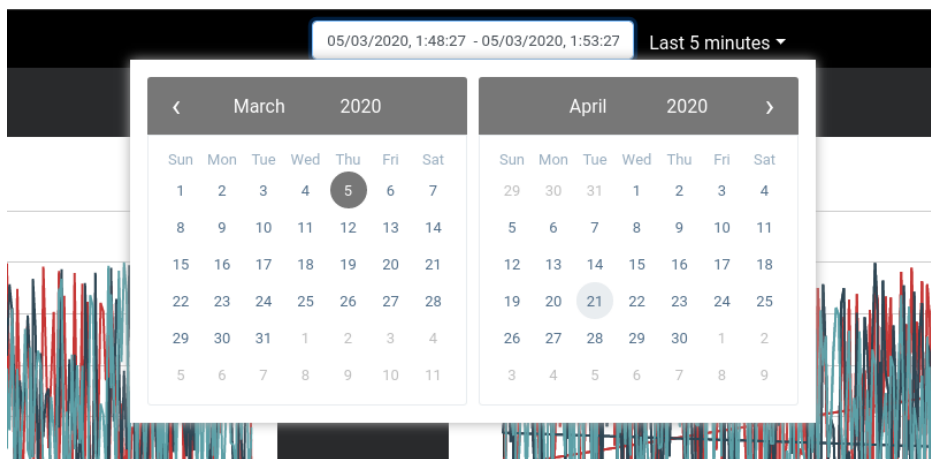 05/03/2020, 1:48:27 - 05/03/2020, 1:53:27 Last 5 minutes
‹ March 2020
Sun Mon Tue Wed Thu Fri Sat
1 2 3 4 5 6 7
8 9 10 11 12 13 14
15 16 17 18 19 20 21
22 23 24 25 26 27 28
29 30 31 1 2 3 4
5 6 7 8 9 10 11
April 2020 ›
Sun Mon Tue Wed Thu Fri Sat
29 30 31 1 2 3 4
5 6 7 8 9 10 11
12 13 14 15 16 17 18
19 20 21 22 23 24 25
26 27 28 29 30 1 2
3 4 5 6 7 8 9